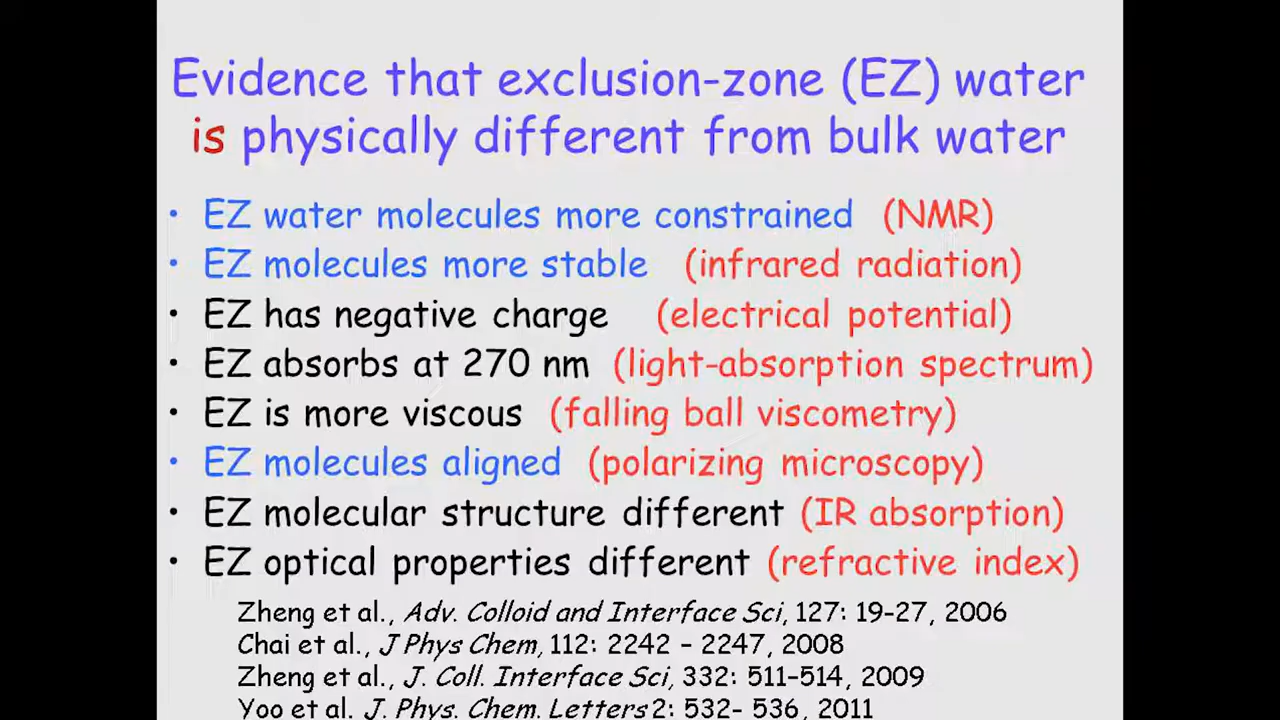 Evidence that exclusion-zone (EZ) water
is physically different from bulk water
• EZ water molecules more constrained (NMR)
• EZ molecules more stable (infrared radiation)
• EZ has negative charge (electrical potential)
• EZ absorbs at 270 nm (light-absorption spectrum)
• EZ is more viscous (falling ball viscometry)
• EZ molecules aligned (polarizing microscopy)
• EZ molecular structure different (IR absorption)
• EZ optical properties different (refractive index)
Zheng et al., Adv. Colloid and Interface Sci, 127: 19-27, 2006
Chai et al., J Phys Chem, 112: 2242 – 2247, 2008
Zheng et al., J. Coll. Interface Sci, 332: 511-514, 2009
Yoo et al. J. Phys. Chem. Letters 2: 532– 536, 2011